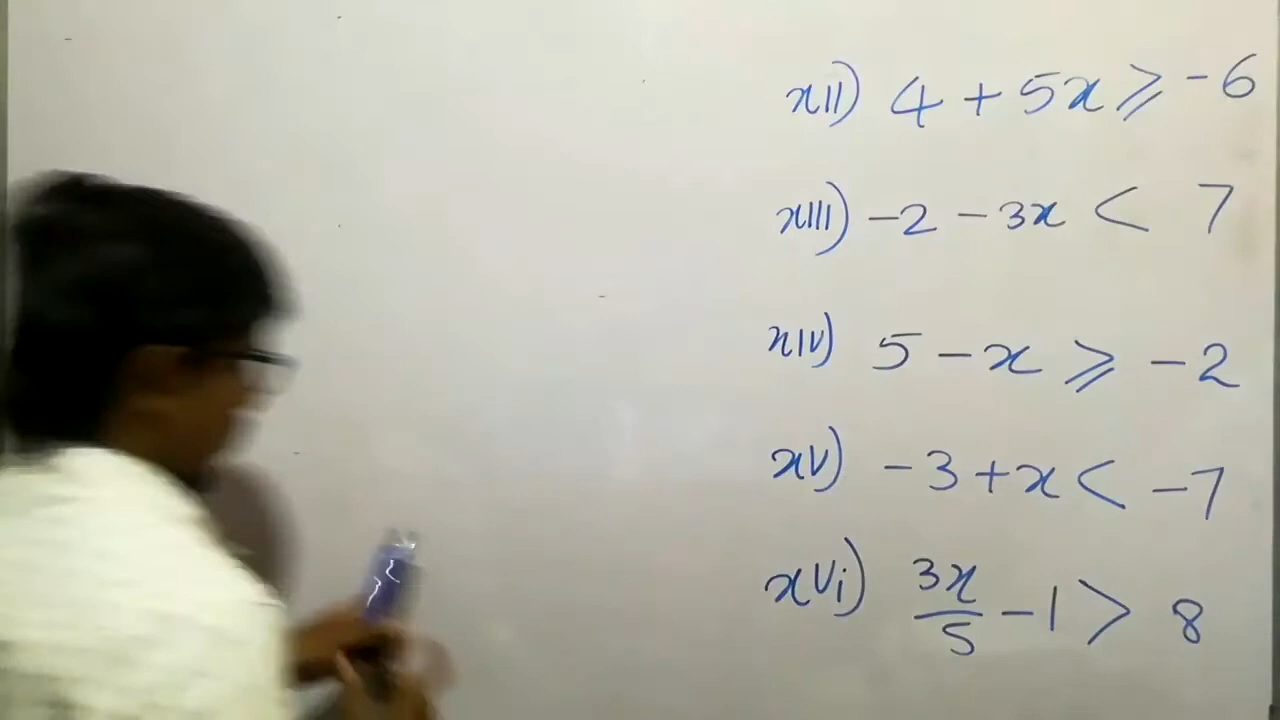 xii) 4 + 5x ⩾ -6
xiii) -2 - 3x < 7
xiv) 5 - x ⩾ -2
xv) -3 + x < -7
xvi) 3x/5 - 1 > 8